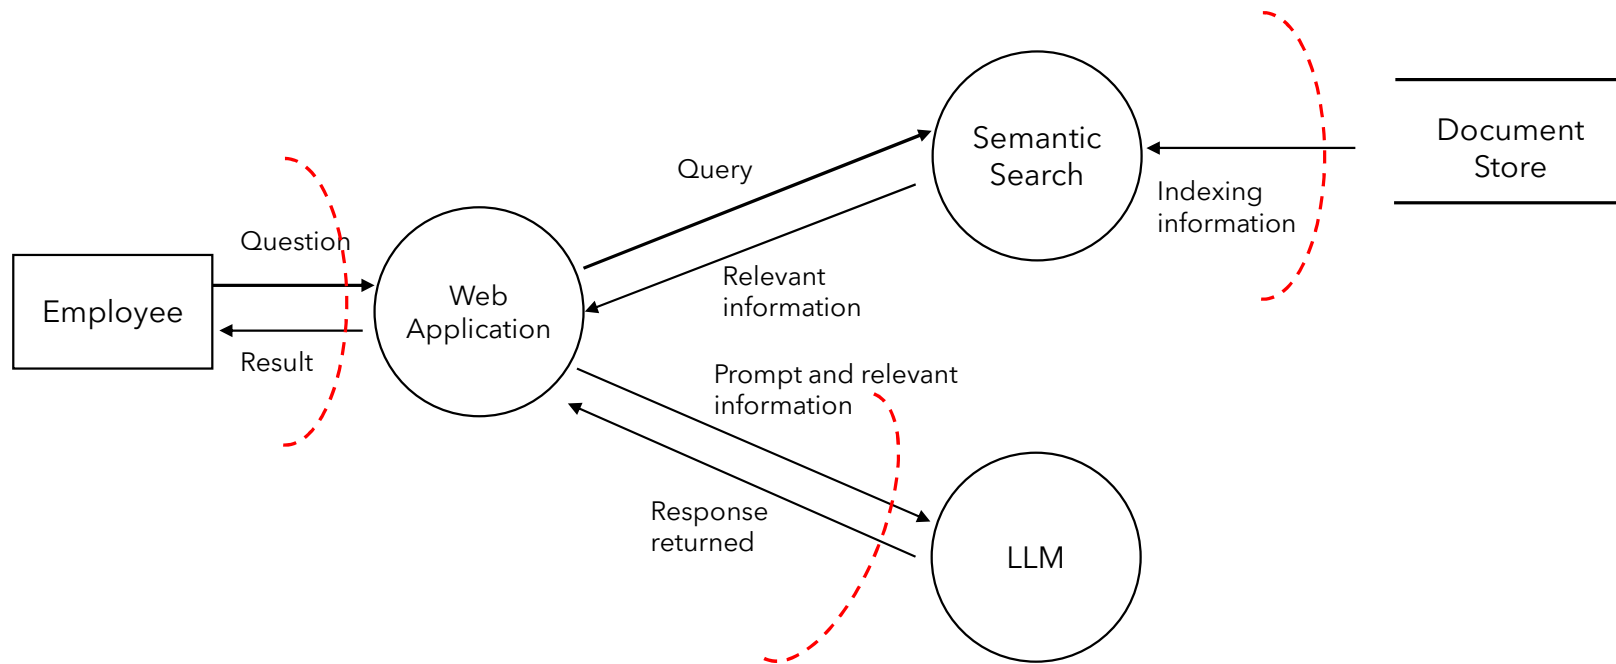 Employee
Question
Result
Web
Application
Query
Relevant
information
Semantic
Search
Indexing
information
Document
Store
Prompt and relevant
information
Response
returned
LLM